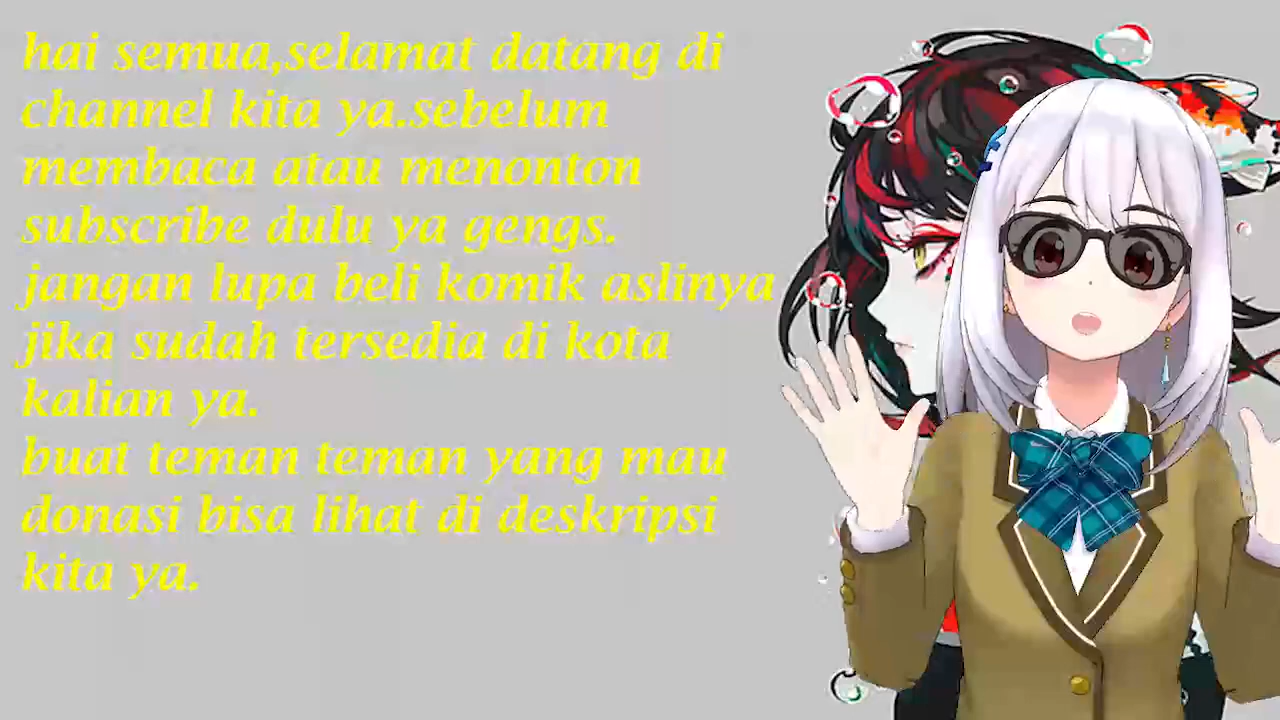 hai semua,selamat datang di
channel kita ya.sebelum
membaca atau menonton
subscribe dulu ya gengs.
jangan lupa beli komik aslinya
jika sudah tersedia di kota
kalian ya.
buat teman teman yang mau
donasi bisa lihat di deskripsi
kita ya.